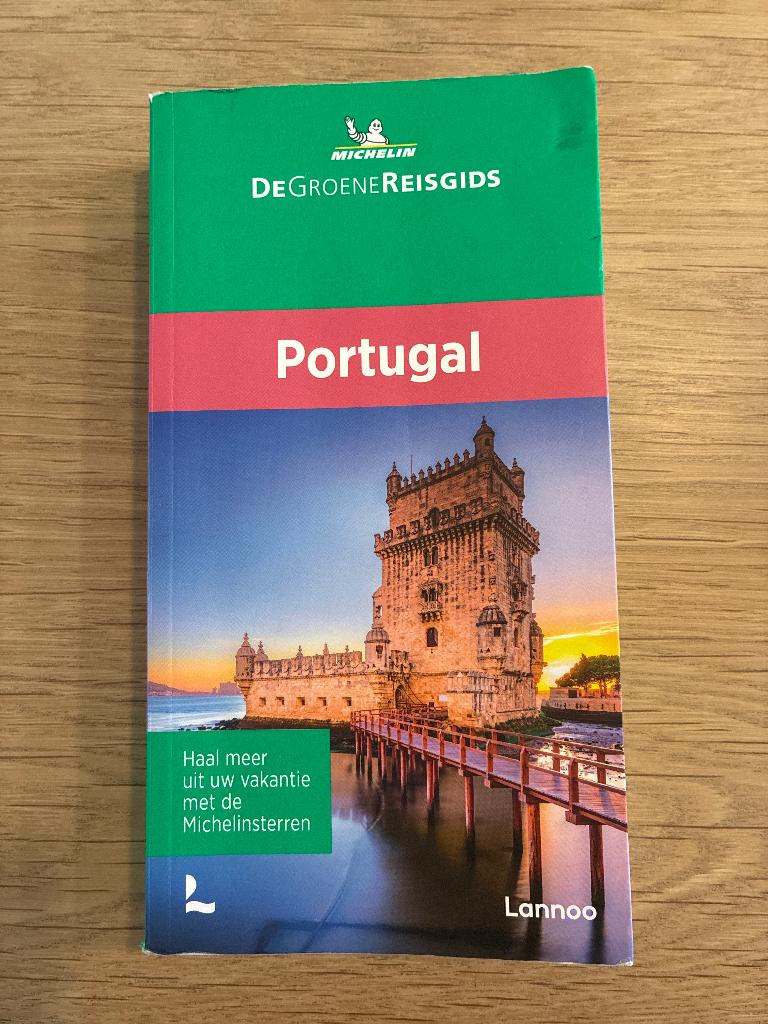 MICHELIN
DEGROENEREISGIDS
Portugal
Haal meer
uit uw vakantie
met de
Michelinsterren
Lannoo